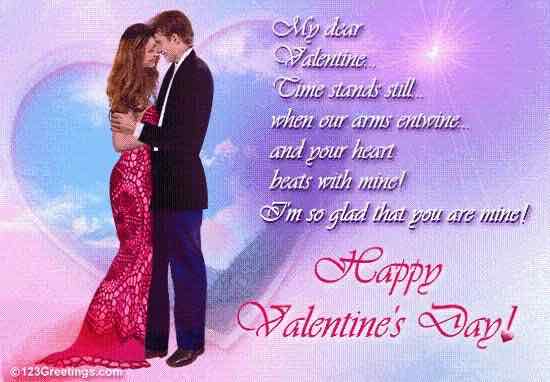 My dear
Valentine...
Time stands still...
when our arms entwine...
and your heart
beats with mine!
I'm so glad that you are mine!
Happy
Valentine's Day!
©123Greetings.com